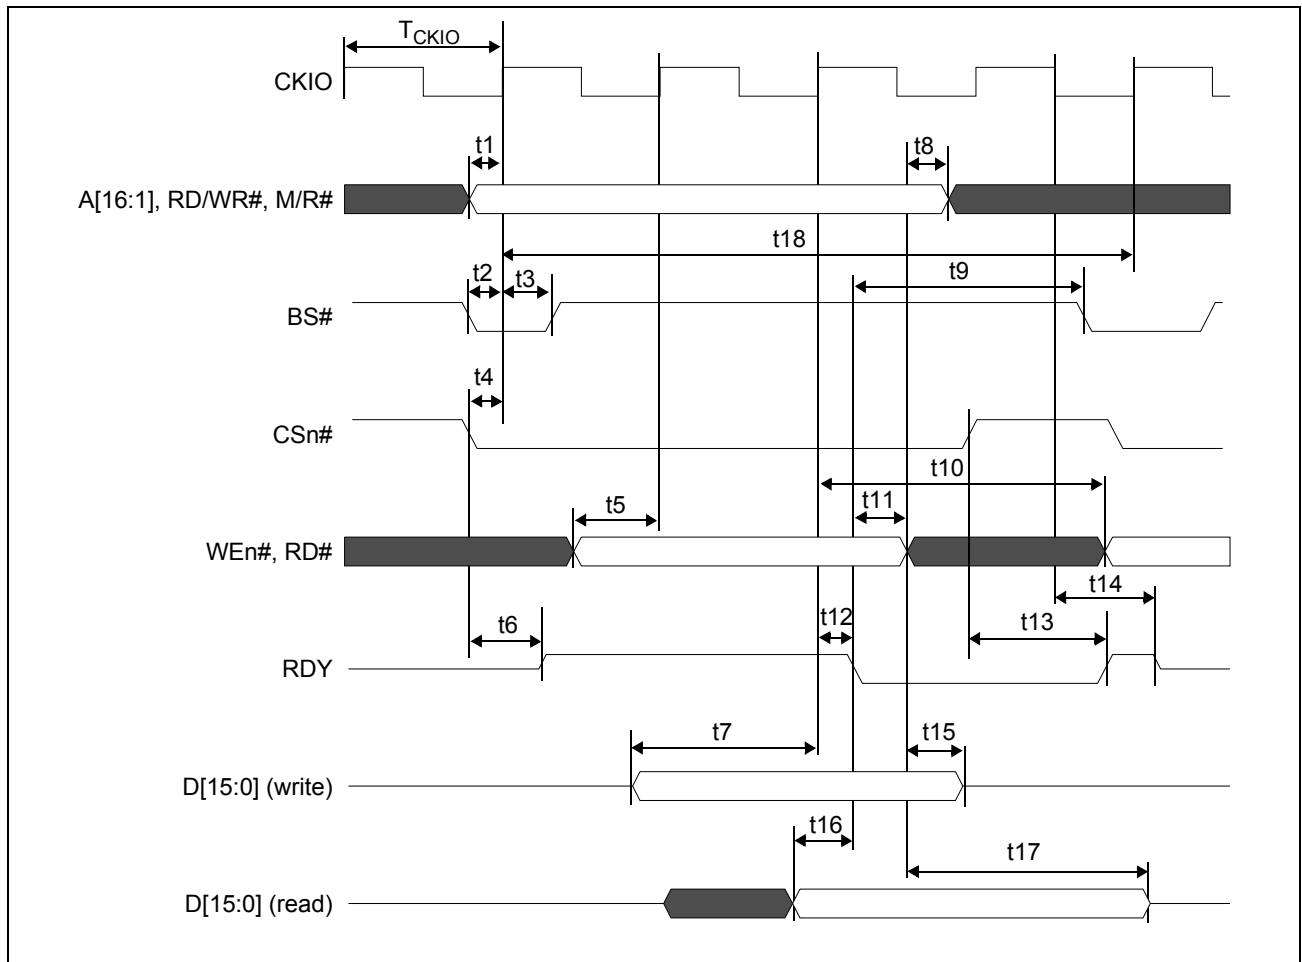 TCKIO
CKIO
t1
t8
A[16:1], RD/WR#, M/R#
t18
t2
t3
t9
BS#
t4
CSn#
t10
t5
t11
WEn#, RD#
t14
t6
t12
t13
RDY
t7
t15
D[15:0] (write)
t16
t17
D[15:0] (read)